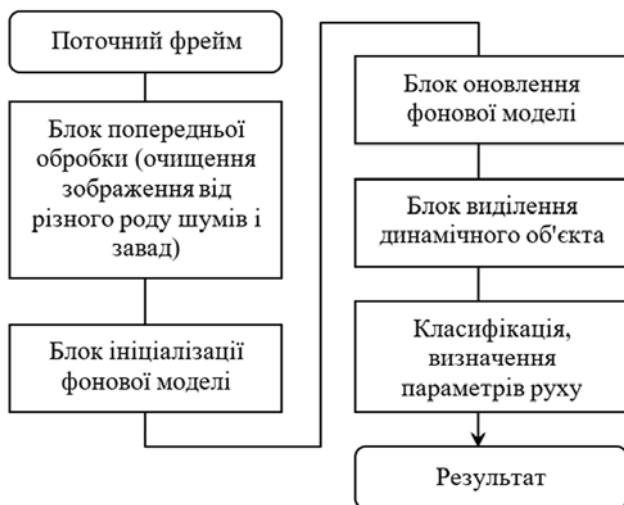 Поточний фрейм
Блок попередньої
обробки (очищення
зображення від
різного роду шумів і
завад)
Блок ініціалізації
фонової моделі
Блок оновлення
фонової моделі
Блок виділення
динамічного об'єкта
Класифікація,
визначення
параметрів руху
Результат